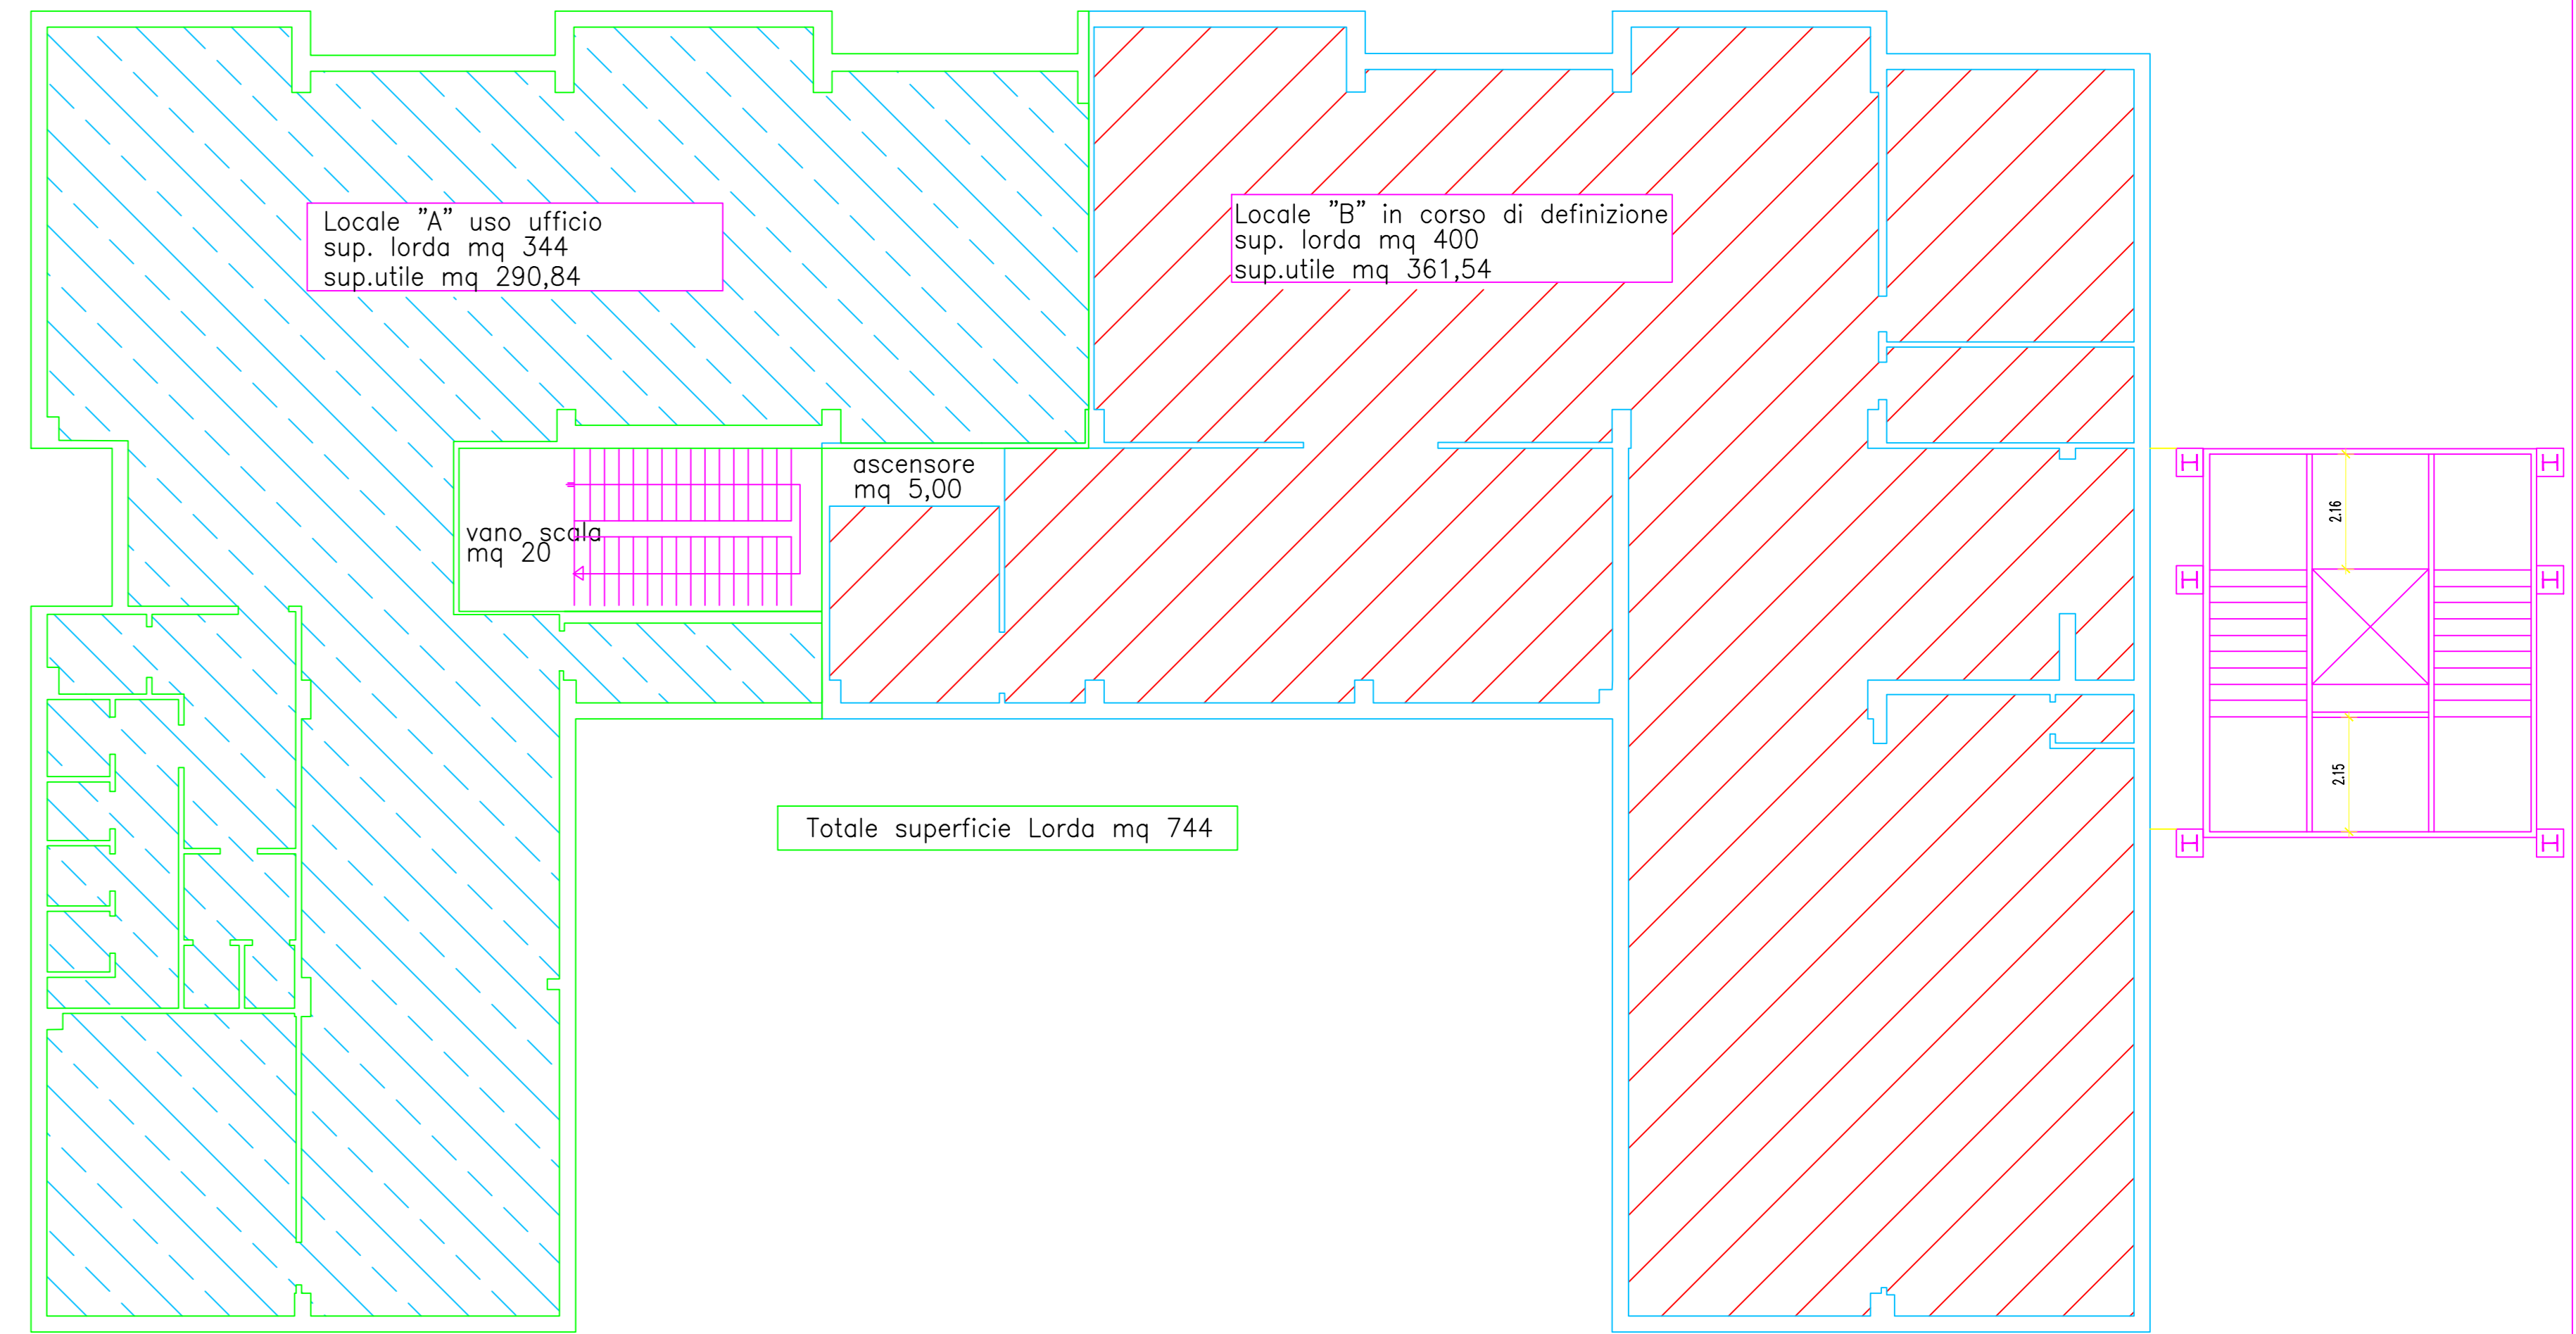 Locale "A" uso ufficio
sup. lorda mq 344
sup.utile mq 290,84
Locale "B" in corso di definizione
sup. lorda mq 400
sup.utile mq 361,54
ascensore
mq 5,00
vano scala
mq 20
H
H
2.16
H
H
2.15
H
H
Totale superficie Lorda mq 744